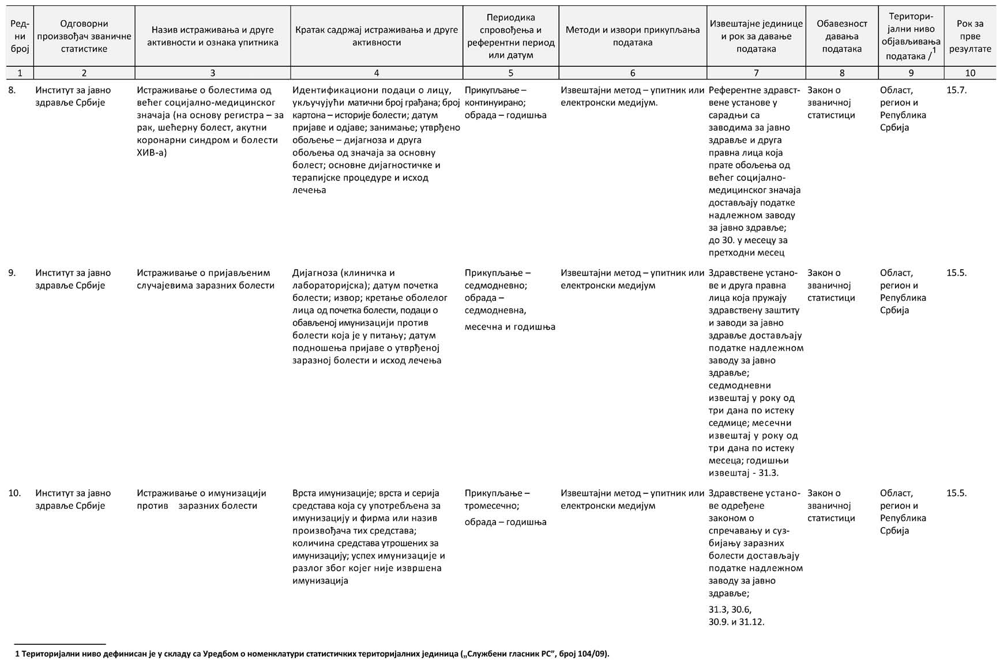 Ред-
ни
број
Одговорни
произвођач званичне
статистике
Назив истраживања и друге
активности и ознака упитника
Кратак садржај истраживања и друге
активности
Периодика
спровођења и
референтни период
или датум
Методи и извори прикупљања
података
Извештајне јединице
и рок за давање
података
Обавезност
давања
података
Територи-
јални ниво
објављивања
података /1
Рок за
прве
резултате
1 2 3 4 5 6 7 8 9 10
8.
Институт за јавно
здравље Србије
Истраживање о болестима од
већег социјално-медицинског
значаја (на основу регистра – за
рак, шећерну болест, акутни
коронарни синдром и болести
ХИВ-а)
Идентификациони подаци о лицу,
укључујући матични број грађана; број
картона – историје болести; датум
пријаве и одјаве; занимање; утврђено
обољење – дијагноза и друга
обољења од значаја за основну
болест; основне дијагностичке и
терапијске процедуре и исход
лечења
Прикупљање –
континуирано;
обрада – годишња
Извештајни метод – упитник или
електронски медијум.
Референтне здравст-
вене установе у
сарадњи са
заводима за јавно
здравље и друга
правна лица која
прате обољења од
већег социјално-
медицинског значаја
достављају податке
надлежном заводу
за јавно здравље;
до 30. у месецу за
претходни месец
Закон о
званичној
статистици
Област,
регион и
Република
Србија
15.7.
9.
Институт за јавно
здравље Србије
Истраживање о пријављеним
случајевима заразних болести
Дијагноза (клиничка и
лабораторијска); датум почетка
болести; извор; кретање оболелог
лица од почетка болести, подаци о
обављеној имунизацији против
болести која је у питању; датум
подношења пријаве о утврђеној
заразној болести и исход лечења
Прикупљање –
седмодневно;
обрада –
седмодневна,
месечна и годишња
Извештајни метод – упитник или
електронски медијум
Здравствене устано-
ве и друга правна
лица која пружају
здравствену заштиту
и заводи за јавно
здравље достављају
податке надлежном
заводу за јавно
здравље;
седмодневни
извештај у року од
три дана по истеку
седмице; месечни
извештај у року од
три дана по истеку
месеца; годишњи
извештај - 31.3.
Закон о
званичној
статистици
Област,
регион и
Република
Србија
15.5.
10.
Институт за јавно
здравље Србије
Истраживање о имунизацији
против заразних болести
Врста имунизације; врста и серија
средстава која су употребљена за
имунизацију и фирма или назив
произвођача тих средстава;
количина средстава утрошених за
имунизацију; успех имунизације и
разлог због којег није извршена
имунизација
Прикупљање –
тромесечно;
обрада – годишња
Извештајни метод – упитник или
електронски медијум
Здравствене устано-
ве одређене
законом о
спречавању и суз-
бијању заразних
болести достављају
податке надлежном
заводу за јавно
здравље;
31.3, 30.6,
30.9. и 31.12.
Закон о
званичној
статистици
Област,
регион и
Република
Србија
15.5.
1 Територијални ниво дефинисан је у складу са Уредбом о номенклатури статистичких територијалних јединица („Службени гласник РС”, број 104/09).